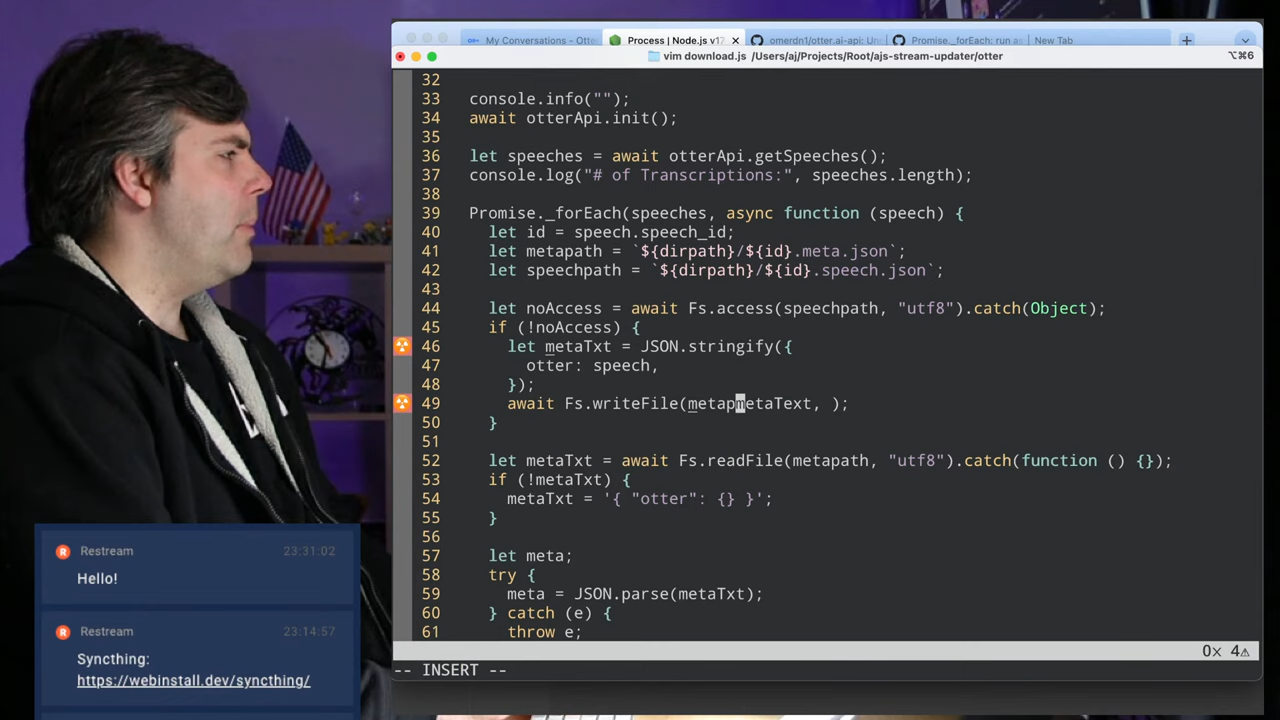 My Conversations - Otte
Process | Node.js v17
omerdn1/otter.ai-api: Un
Promise._forEach: run as
New Tab
vim download.js /Users/aj/Projects/Root/ajs-stream-updater/otter
⌥⌘6
32
33 console.info("");
34 await otterApi.init();
35
36 let speeches = await otterApi.getSpeeches();
37 console.log("# of Transcriptions:", speeches.length);
38
39 Promise._forEach(speeches, async function (speech) {
40 let id = speech.speech_id;
41 let metapath = `${dirpath}/${id}.meta.json`;
42 let speechpath = `${dirpath}/${id}.speech.json`;
43
44 let noAccess = await Fs.access(speechpath, "utf8").catch(Object);
45 if (!noAccess) {
46 let metaTxt = JSON.stringify({
47 otter: speech,
48 });
49 await Fs.writeFile(metapmetaText, );
50 }
51
52 let metaTxt = await Fs.readFile(metapath, "utf8").catch(function () {});
53 if (!metaTxt) {
54 metaTxt = '{ "otter": {} }';
55 }
56
57 let meta;
58 try {
59 meta = JSON.parse(metaTxt);
60 } catch (e) {
61 throw e;
0× 4⚠
-- INSERT --
Restream 23:31:02
Hello!
Restream 23:14:57
Syncthing:
https://webinstall.dev/syncthing/